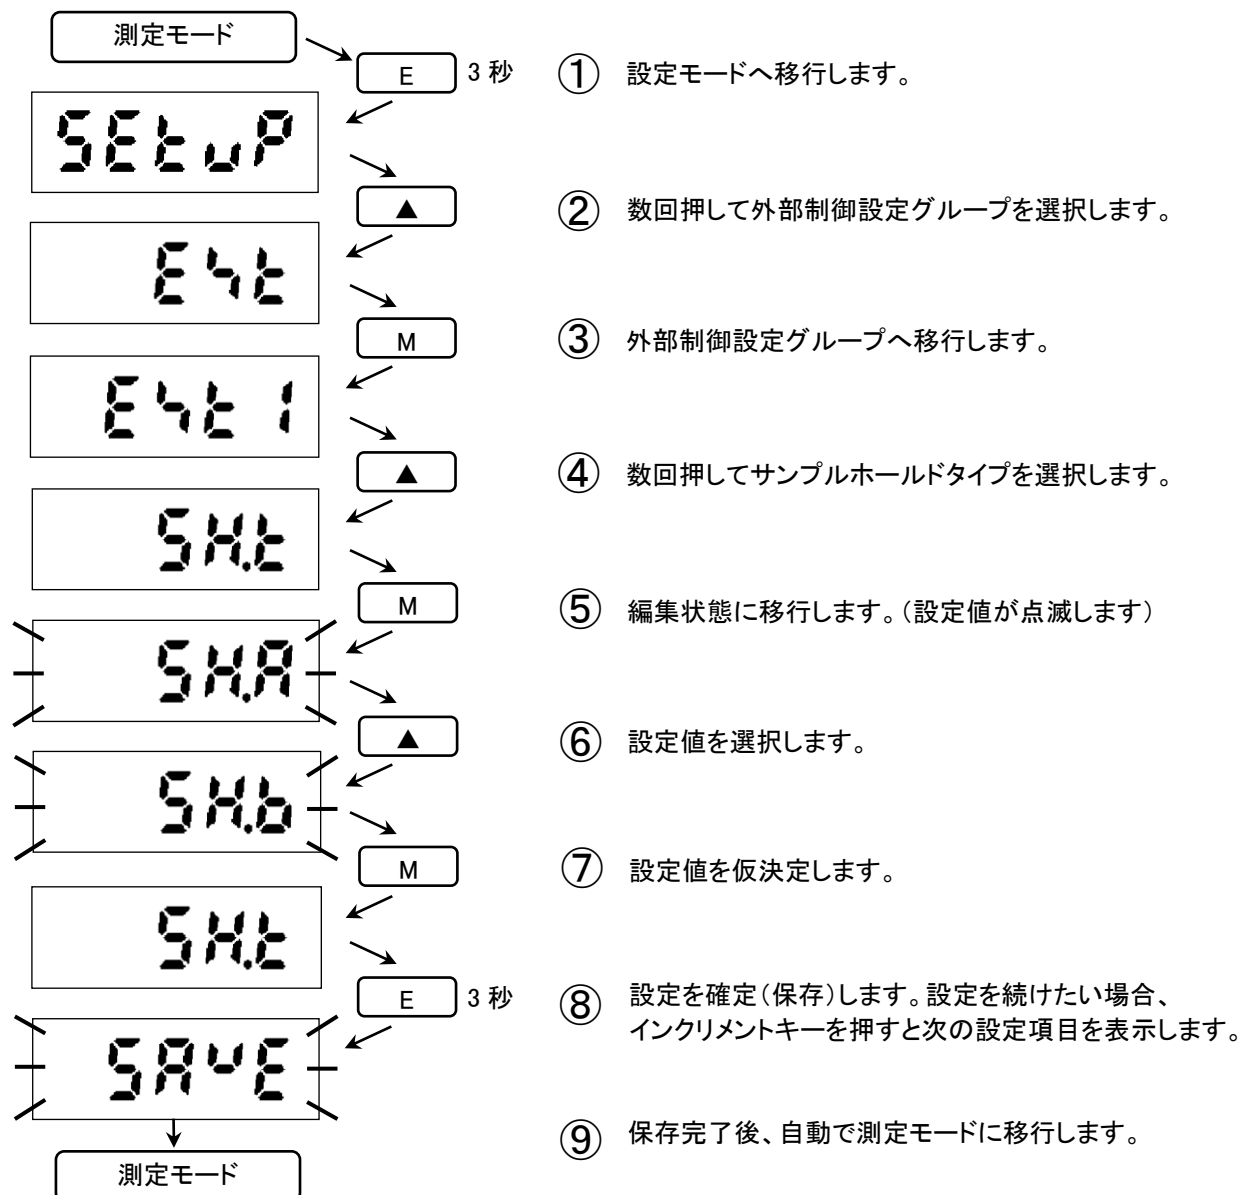 測定モード
E
3 秒
① 設定モードへ移行します。
SEtuP
▲
② 数回押して外部制御設定グループを選択します。
Ext
M
③ 外部制御設定グループへ移行します。
Ext1
▲
④ 数回押してサンプルホールドタイプを選択します。
SH.t
M
⑤ 編集状態に移行します。（設定値が点滅します）
SH.A
▲
⑥ 設定値を選択します。
SH.b
M
⑦ 設定値を仮決定します。
SH.t
E
3 秒
⑧ 設定を確定（保存）します。設定を続けたい場合、
インクリメントキーを押すと次の設定項目を表示します。
SAvE
⑨ 保存完了後、自動で測定モードに移行します。
測定モード